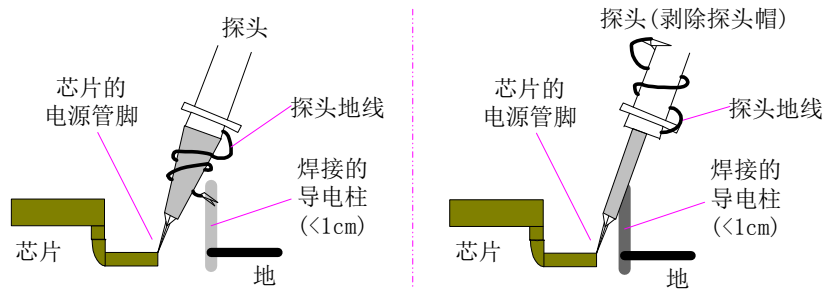 探头
芯片的
电源管脚
探头地线
焊接的
导电柱
(<1cm)
芯片
地
探头(剥除探头帽)
芯片的
电源管脚
探头地线
焊接的
导电柱
(<1cm)
芯片
地